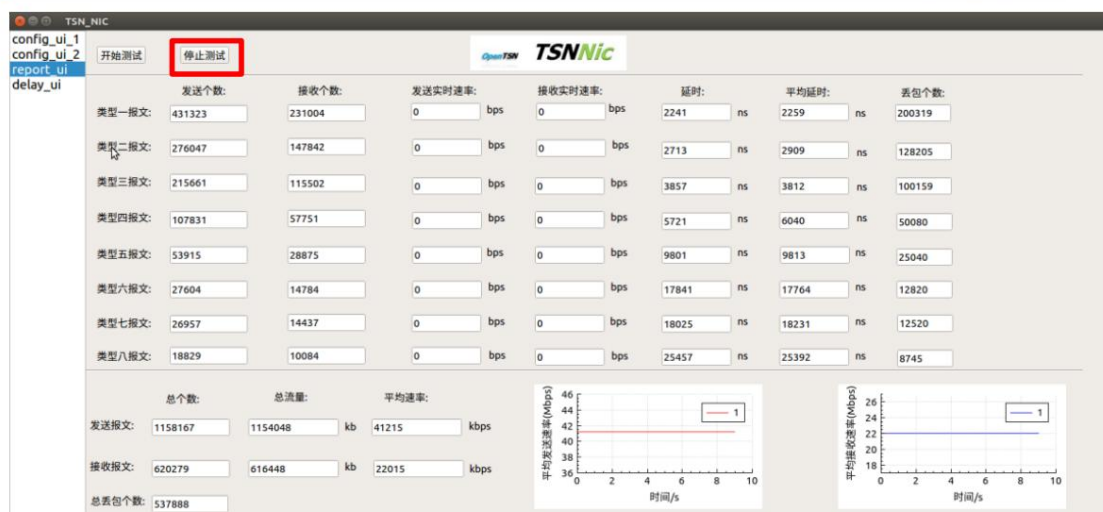 TSN_NIC
config_ui_1
config_ui_2
report_ui
delay_ui
开始测试 停止测试 OpenTSN TSNNic
发送个数: 接收个数: 发送实时速率: 接收实时速率: 延时: 平均延时: 丢包个数:
类型一报文: 431323 231004 0 bps 0 bps 2241 ns 2259 ns 200319
类型二报文: 276047 147842 0 bps 0 bps 2713 ns 2909 ns 128205
类型三报文: 215661 115502 0 bps 0 bps 3857 ns 3812 ns 100159
类型四报文: 107831 57751 0 bps 0 bps 5721 ns 6040 ns 50080
类型五报文: 53915 28875 0 bps 0 bps 9801 ns 9813 ns 25040
类型六报文: 27604 14784 0 bps 0 bps 17841 ns 17764 ns 12820
类型七报文: 26957 14437 0 bps 0 bps 18025 ns 18231 ns 12520
类型八报文: 18829 10084 0 bps 0 bps 25457 ns 25392 ns 8745
总个数: 总流量: 平均速率:
发送报文: 1158167 1154048 kb 41215 kbps
接收报文: 620279 616448 kb 22015 kbps
总丢包个数: 537888
平均发送速率(Mbps)
46
44
42
40
38
36
0 2 4 6 8 10
时间/s
1
平均接收速率(Mbps)
26
24
22
20
18
0 2 4 6 8 10
时间/s
1